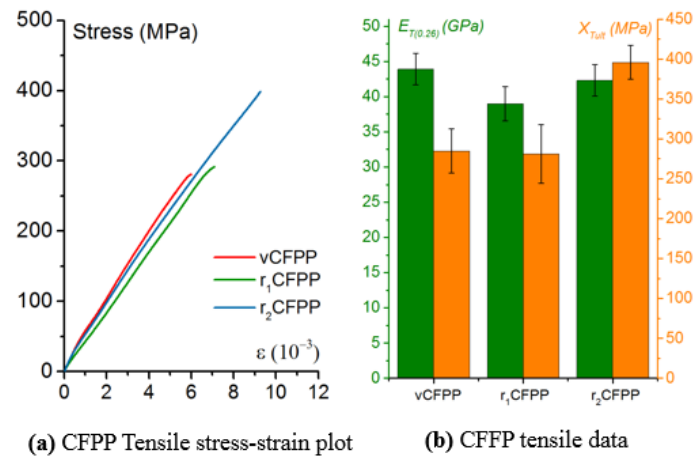 Stress (MPa)
500
400
300
200
100
0
vCFPP
r₁CFPP
r₂CFPP
ε (10⁻³)
0 2 4 6 8 10 12
(a) CFPP Tensile stress-strain plot
E_T(0.26) (GPa)
X_Tult (MPa)
50
45
40
35
30
25
20
15
10
5
0
450
400
350
300
250
200
150
100
50
0
vCFPP r₁CFPP r₂CFPP
(b) CFFP tensile data